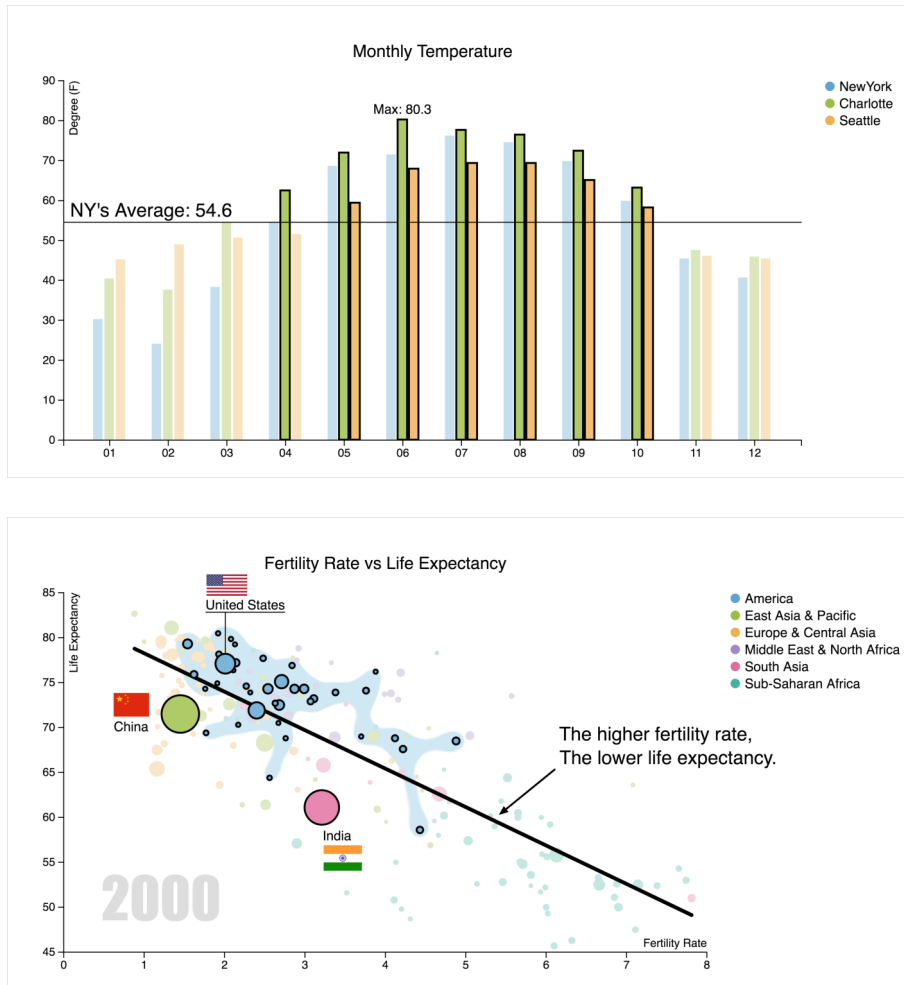 Monthly Temperature
Degree (F)
90
80
70
60
50
40
30
20
10
0
Max: 80.3
NY's Average: 54.6
NewYork
Charlotte
Seattle
01 02 03 04 05 06 07 08 09 10 11 12
Fertility Rate vs Life Expectancy
Life Expectancy
85
80
75
70
65
60
55
50
45
United States
China
India
The higher fertility rate,
The lower life expectancy.
America
East Asia & Pacific
Europe & Central Asia
Middle East & North Africa
South Asia
Sub-Saharan Africa
2000
Fertility Rate
0 1 2 3 4 5 6 7 8